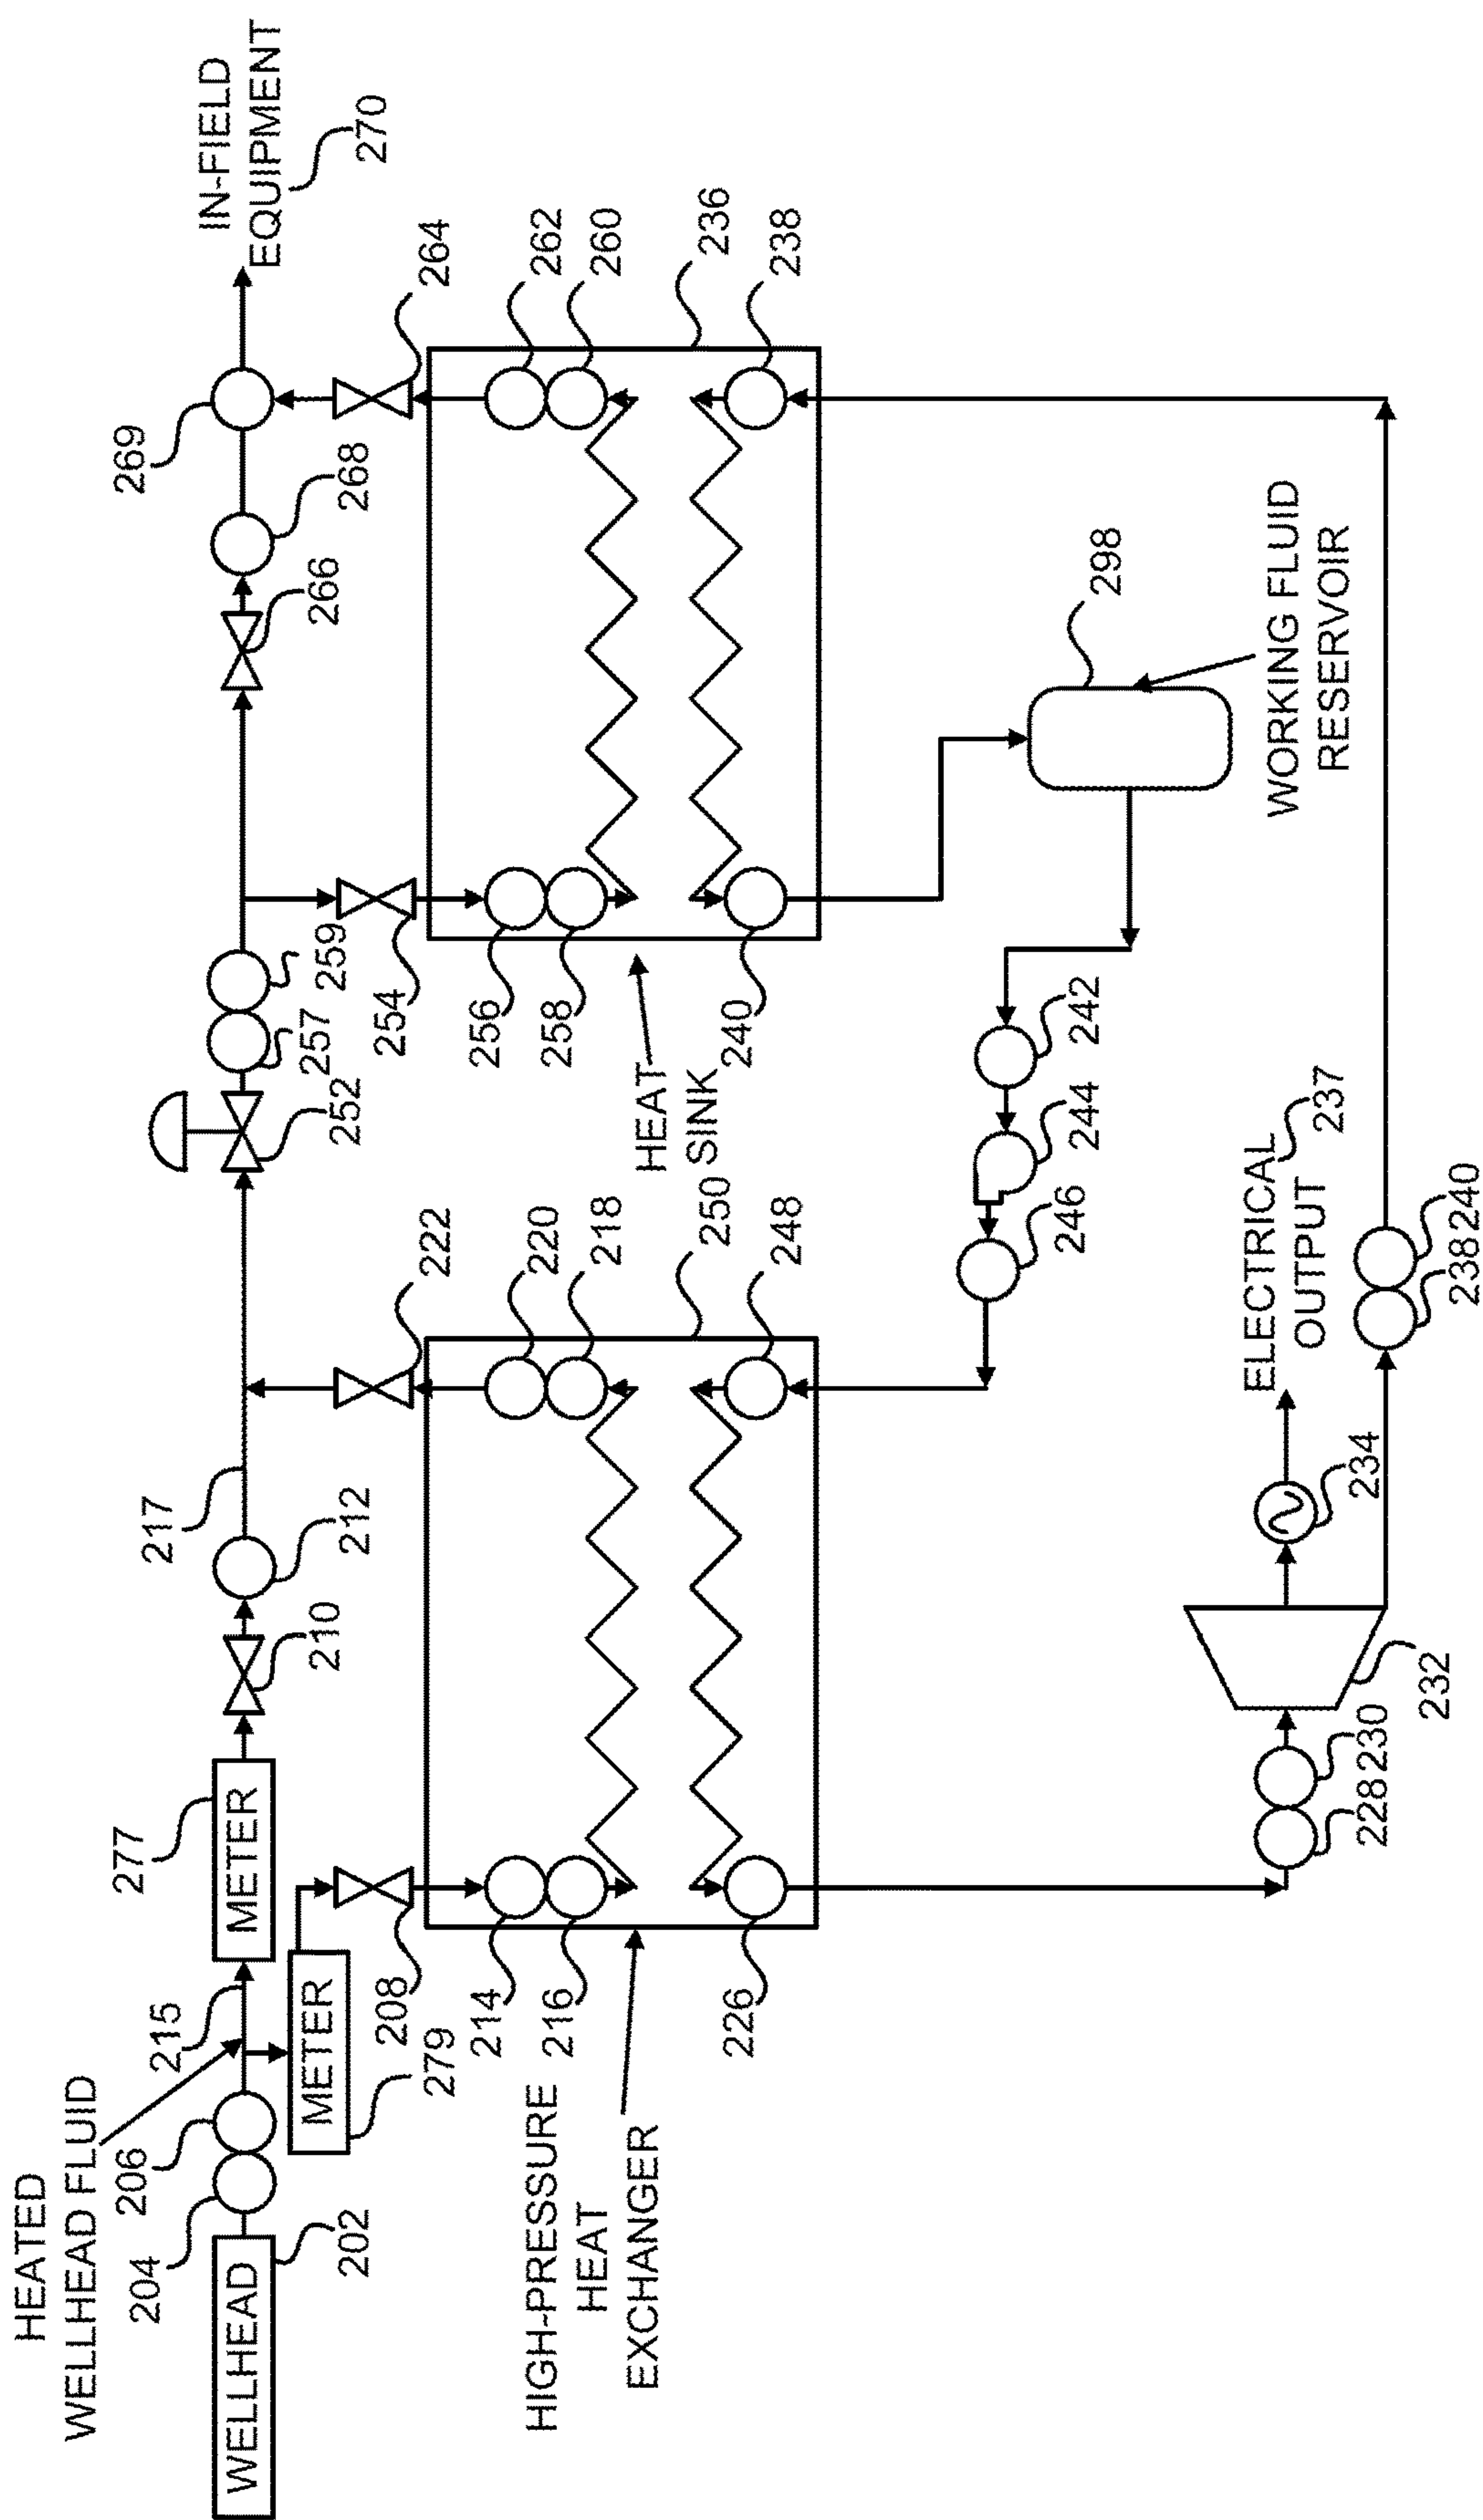 HEATED
WELLHEAD FLUID
WELLHEAD
202
204
206
215
METER
277
METER
279
210
212
217
208
222
252
257
259
254
266
268
269
264
IN-FIELD
EQUIPMENT
270
HIGH-PRESSURE
HEAT
EXCHANGER
214
216
226
220
218
250
248
HEAT
SINK
256
258
240
262
260
236
238
246
244
242
298
WORKING FLUID
RESERVOIR
228
230
232
234
ELECTRICAL
OUTPUT
237
238
240